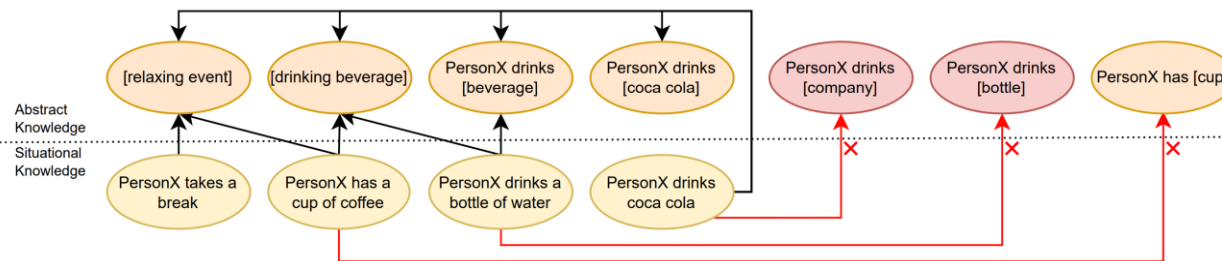 [relaxing event]
[drinking beverage]
PersonX drinks
[beverage]
PersonX drinks
[coca cola]
PersonX drinks
[company]
PersonX drinks
[bottle]
PersonX has [cup
Abstract
Knowledge
Situational
Knowledge
PersonX takes a
break
PersonX has a
cup of coffee
PersonX drinks a
bottle of water
PersonX drinks
coca cola